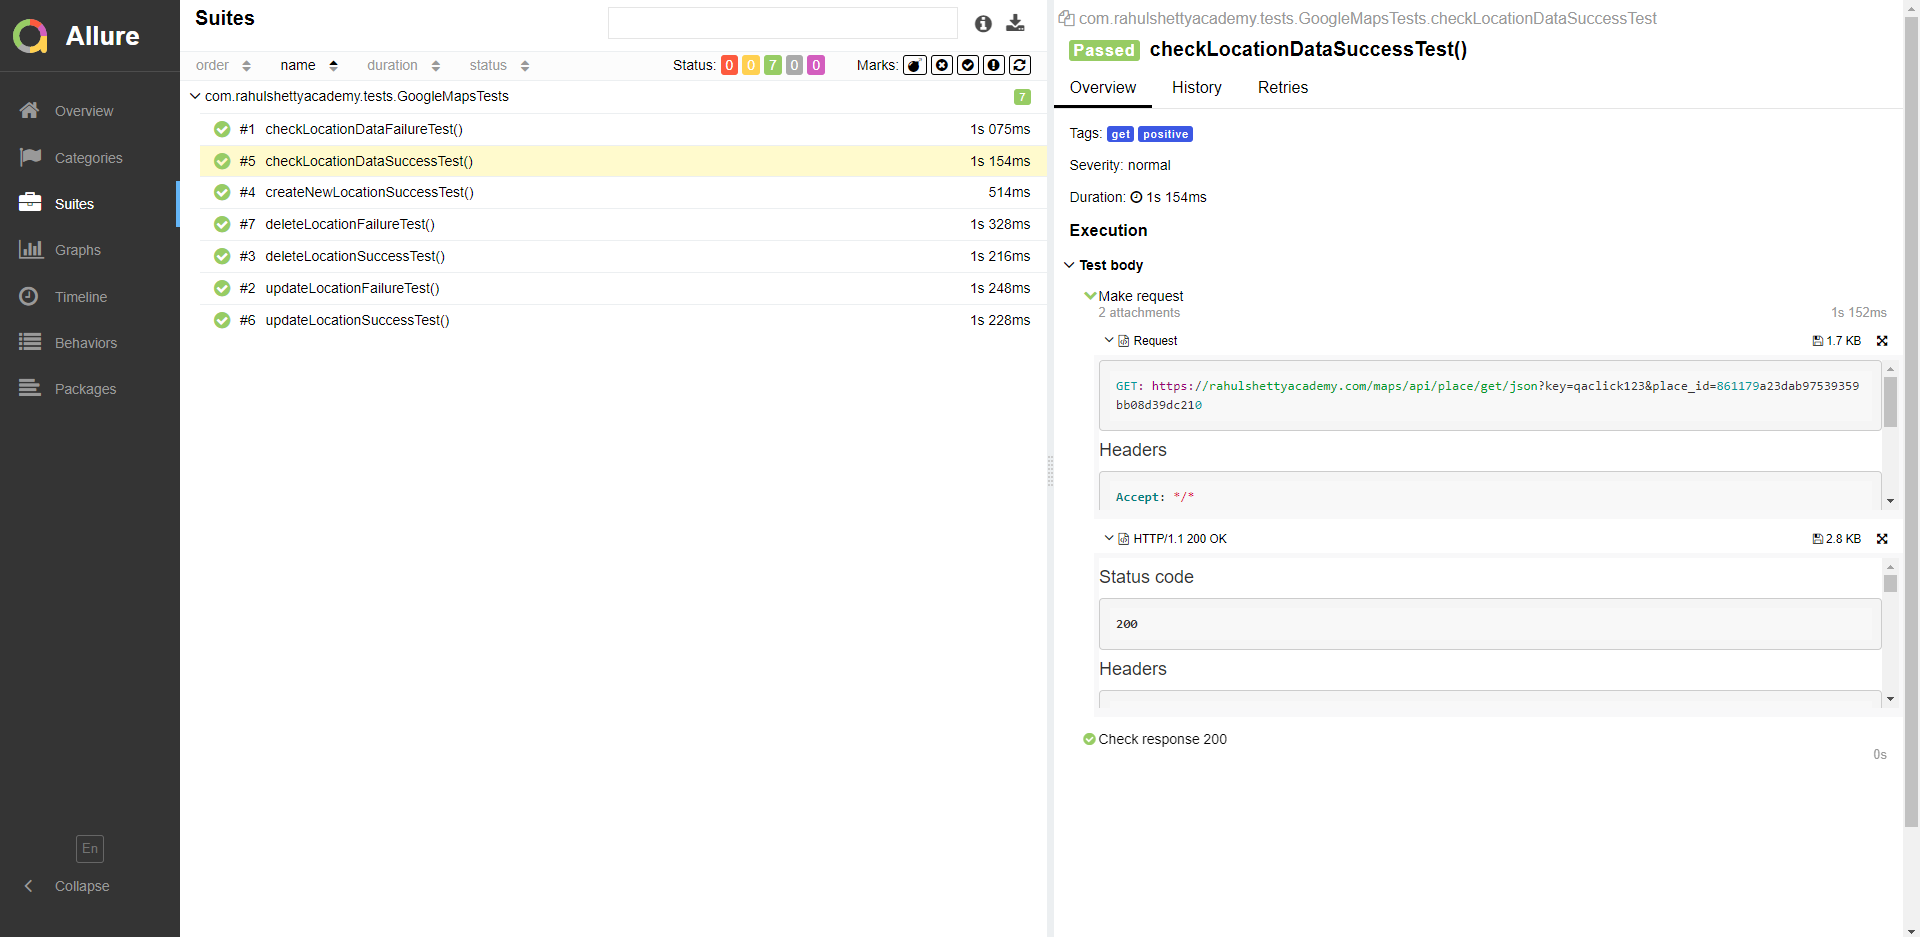 Allure
Overview
Categories
Suites
Graphs
Timeline
Behaviors
Packages
En
Collapse
Suites
order name duration status Status: 0 0 7 0 0 Marks:
com.rahulshettyacademy.tests.GoogleMapsTests 7
#1 checkLocationDataFailureTest() 1s 075ms
#5 checkLocationDataSuccessTest() 1s 154ms
#4 createNewLocationSuccessTest() 514ms
#7 deleteLocationFailureTest() 1s 328ms
#3 deleteLocationSuccessTest() 1s 216ms
#2 updateLocationFailureTest() 1s 248ms
#6 updateLocationSuccessTest() 1s 228ms
com.rahulshettyacademy.tests.GoogleMapsTests.checkLocationDataSuccessTest
Passed checkLocationDataSuccessTest()
Overview History Retries
Tags: get positive
Severity: normal
Duration: 1s 154ms
Execution
Test body
Make request
2 attachments 1s 152ms
Request 1.7 KB
GET: https://rahulshettyacademy.com/maps/api/place/get/json?key=qaclick123&place_id=861179a23dab97539359
bb08d39dc210
Headers
Accept: */*
HTTP/1.1 200 OK 2.8 KB
Status code
200
Headers
Check response 200
0s